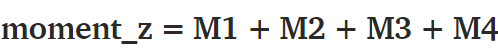 moment_z = M1 + M2 + M3 + M4